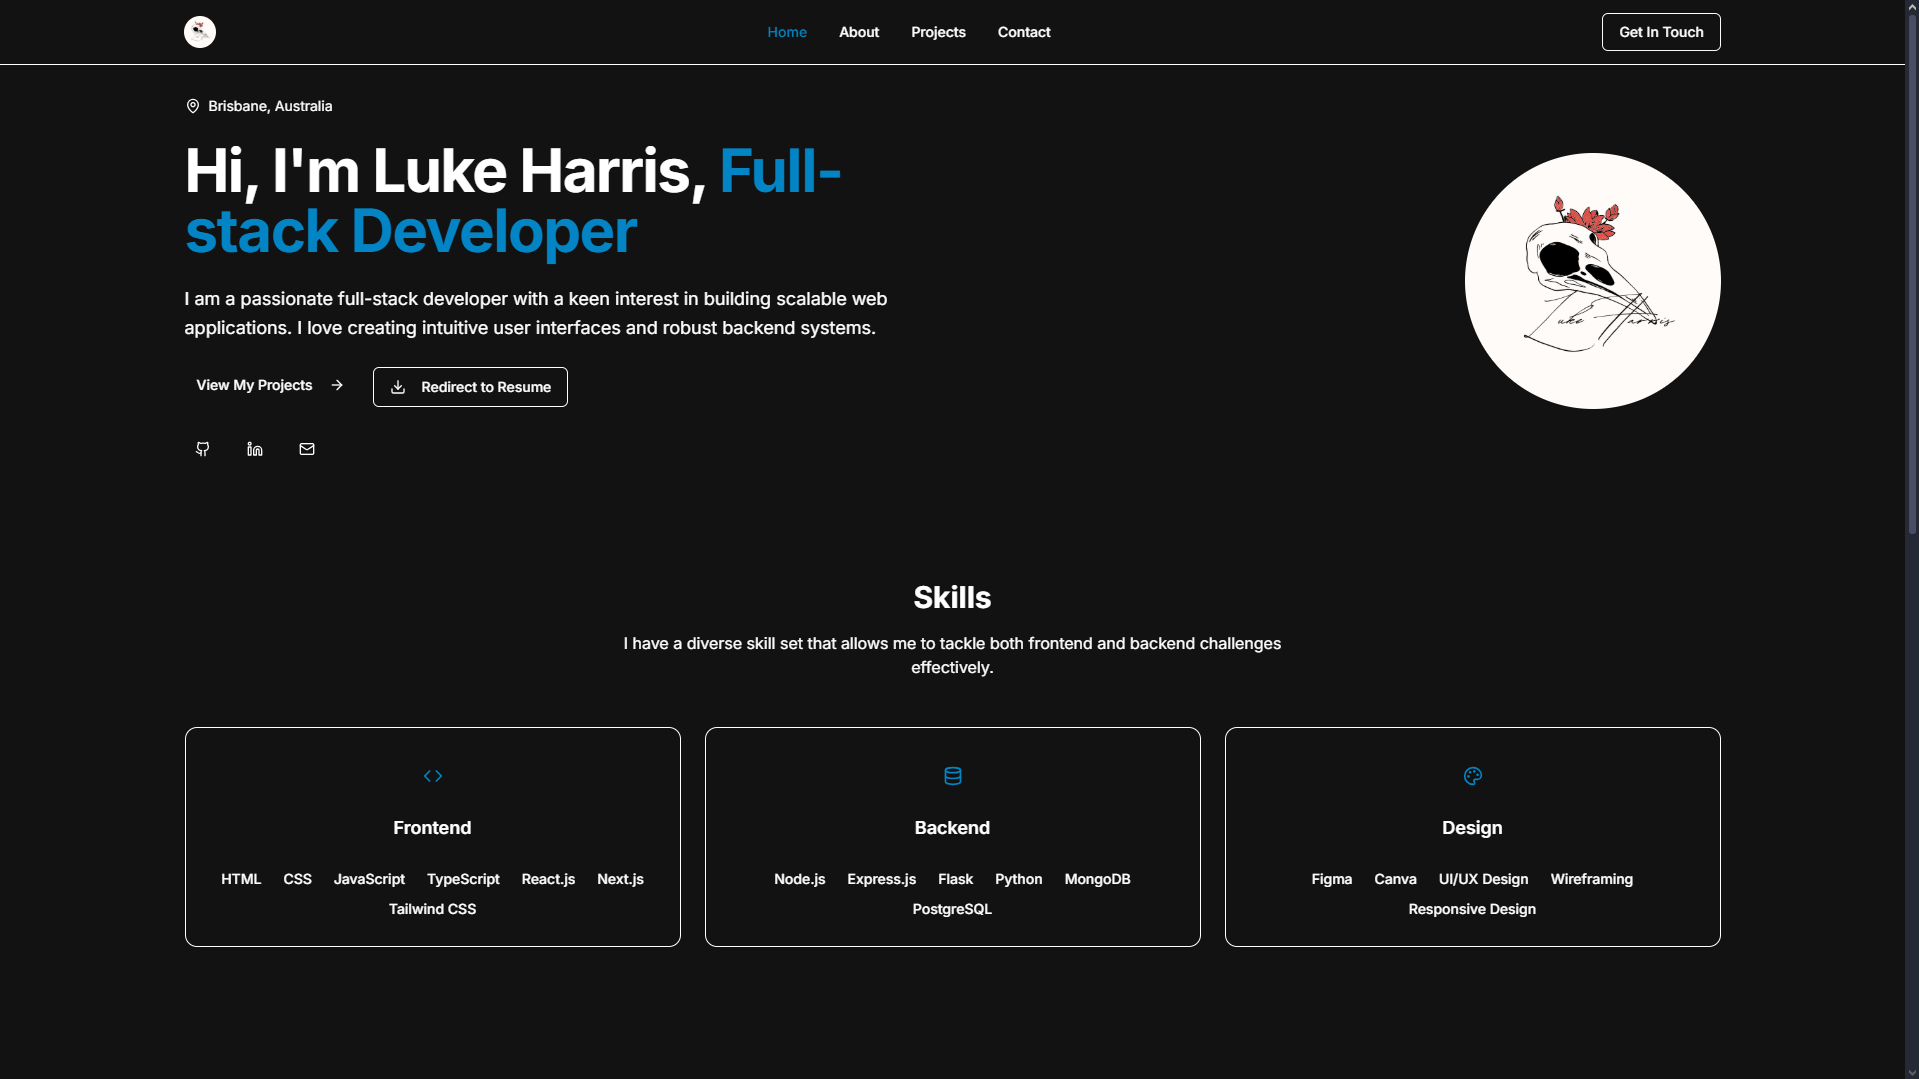 Home About Projects Contact Get In Touch
Brisbane, Australia
Hi, I'm Luke Harris, Full-
stack Developer
I am a passionate full-stack developer with a keen interest in building scalable web
applications. I love creating intuitive user interfaces and robust backend systems.
View My Projects Redirect to Resume
Luke Harris
Skills
I have a diverse skill set that allows me to tackle both frontend and backend challenges
effectively.
Frontend
HTML CSS JavaScript TypeScript React.js Next.js
Tailwind CSS
Backend
Node.js Express.js Flask Python MongoDB
PostgreSQL
Design
Figma Canva UI/UX Design Wireframing
Responsive Design